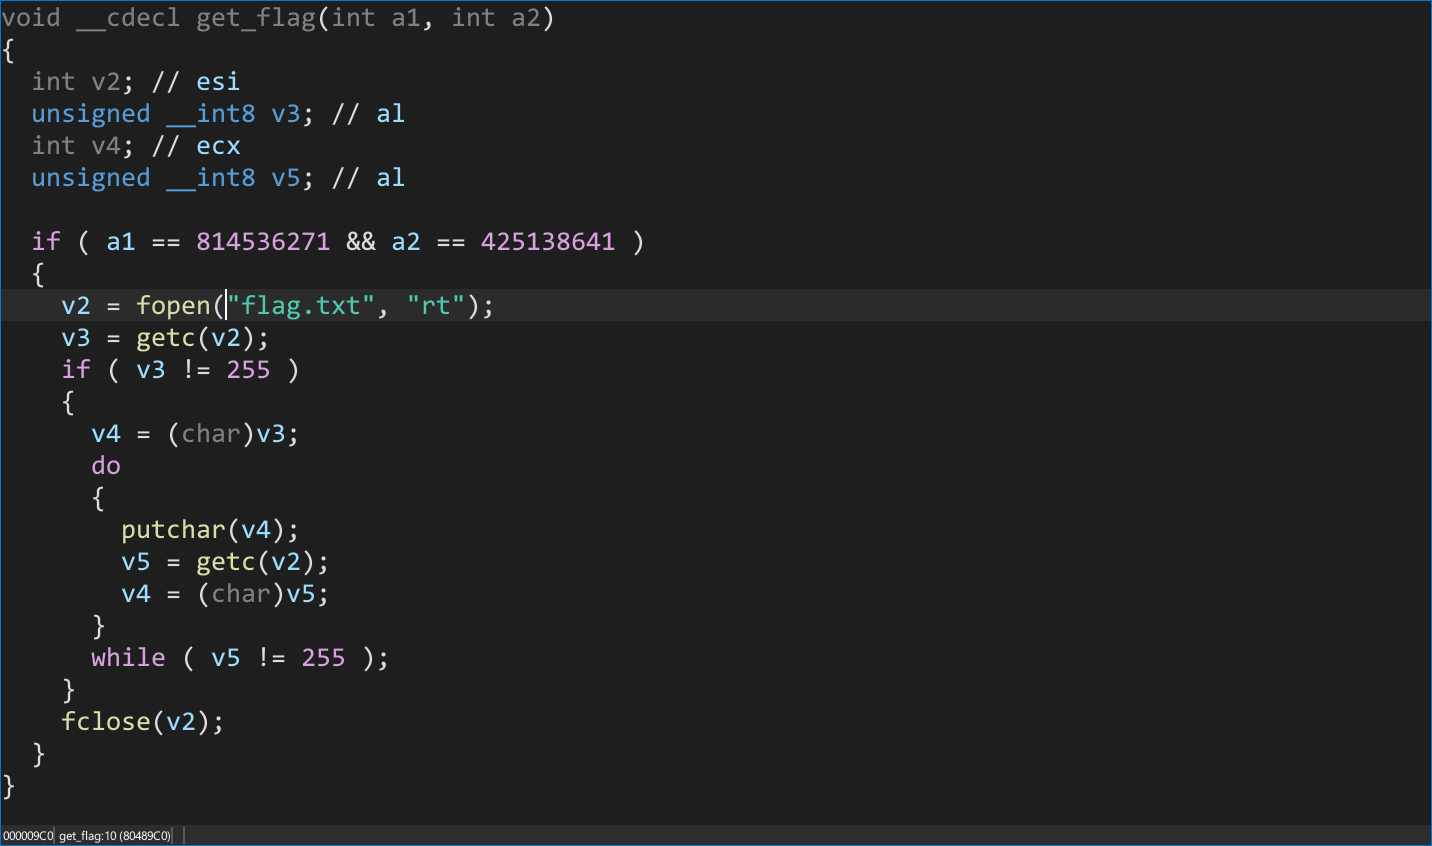 void __cdecl get_flag(int a1, int a2)
{
  int v2; // esi
  unsigned __int8 v3; // al
  int v4; // ecx
  unsigned __int8 v5; // al

  if ( a1 == 814536271 && a2 == 425138641 )
  {
    v2 = fopen("flag.txt", "rt");
    v3 = getc(v2);
    if ( v3 != 255 )
    {
      v4 = (char)v3;
      do
      {
        putchar(v4);
        v5 = getc(v2);
        v4 = (char)v5;
      }
      while ( v5 != 255 );
    }
    fclose(v2);
  }
}
000009C0 get_flag:10 (80489C0)